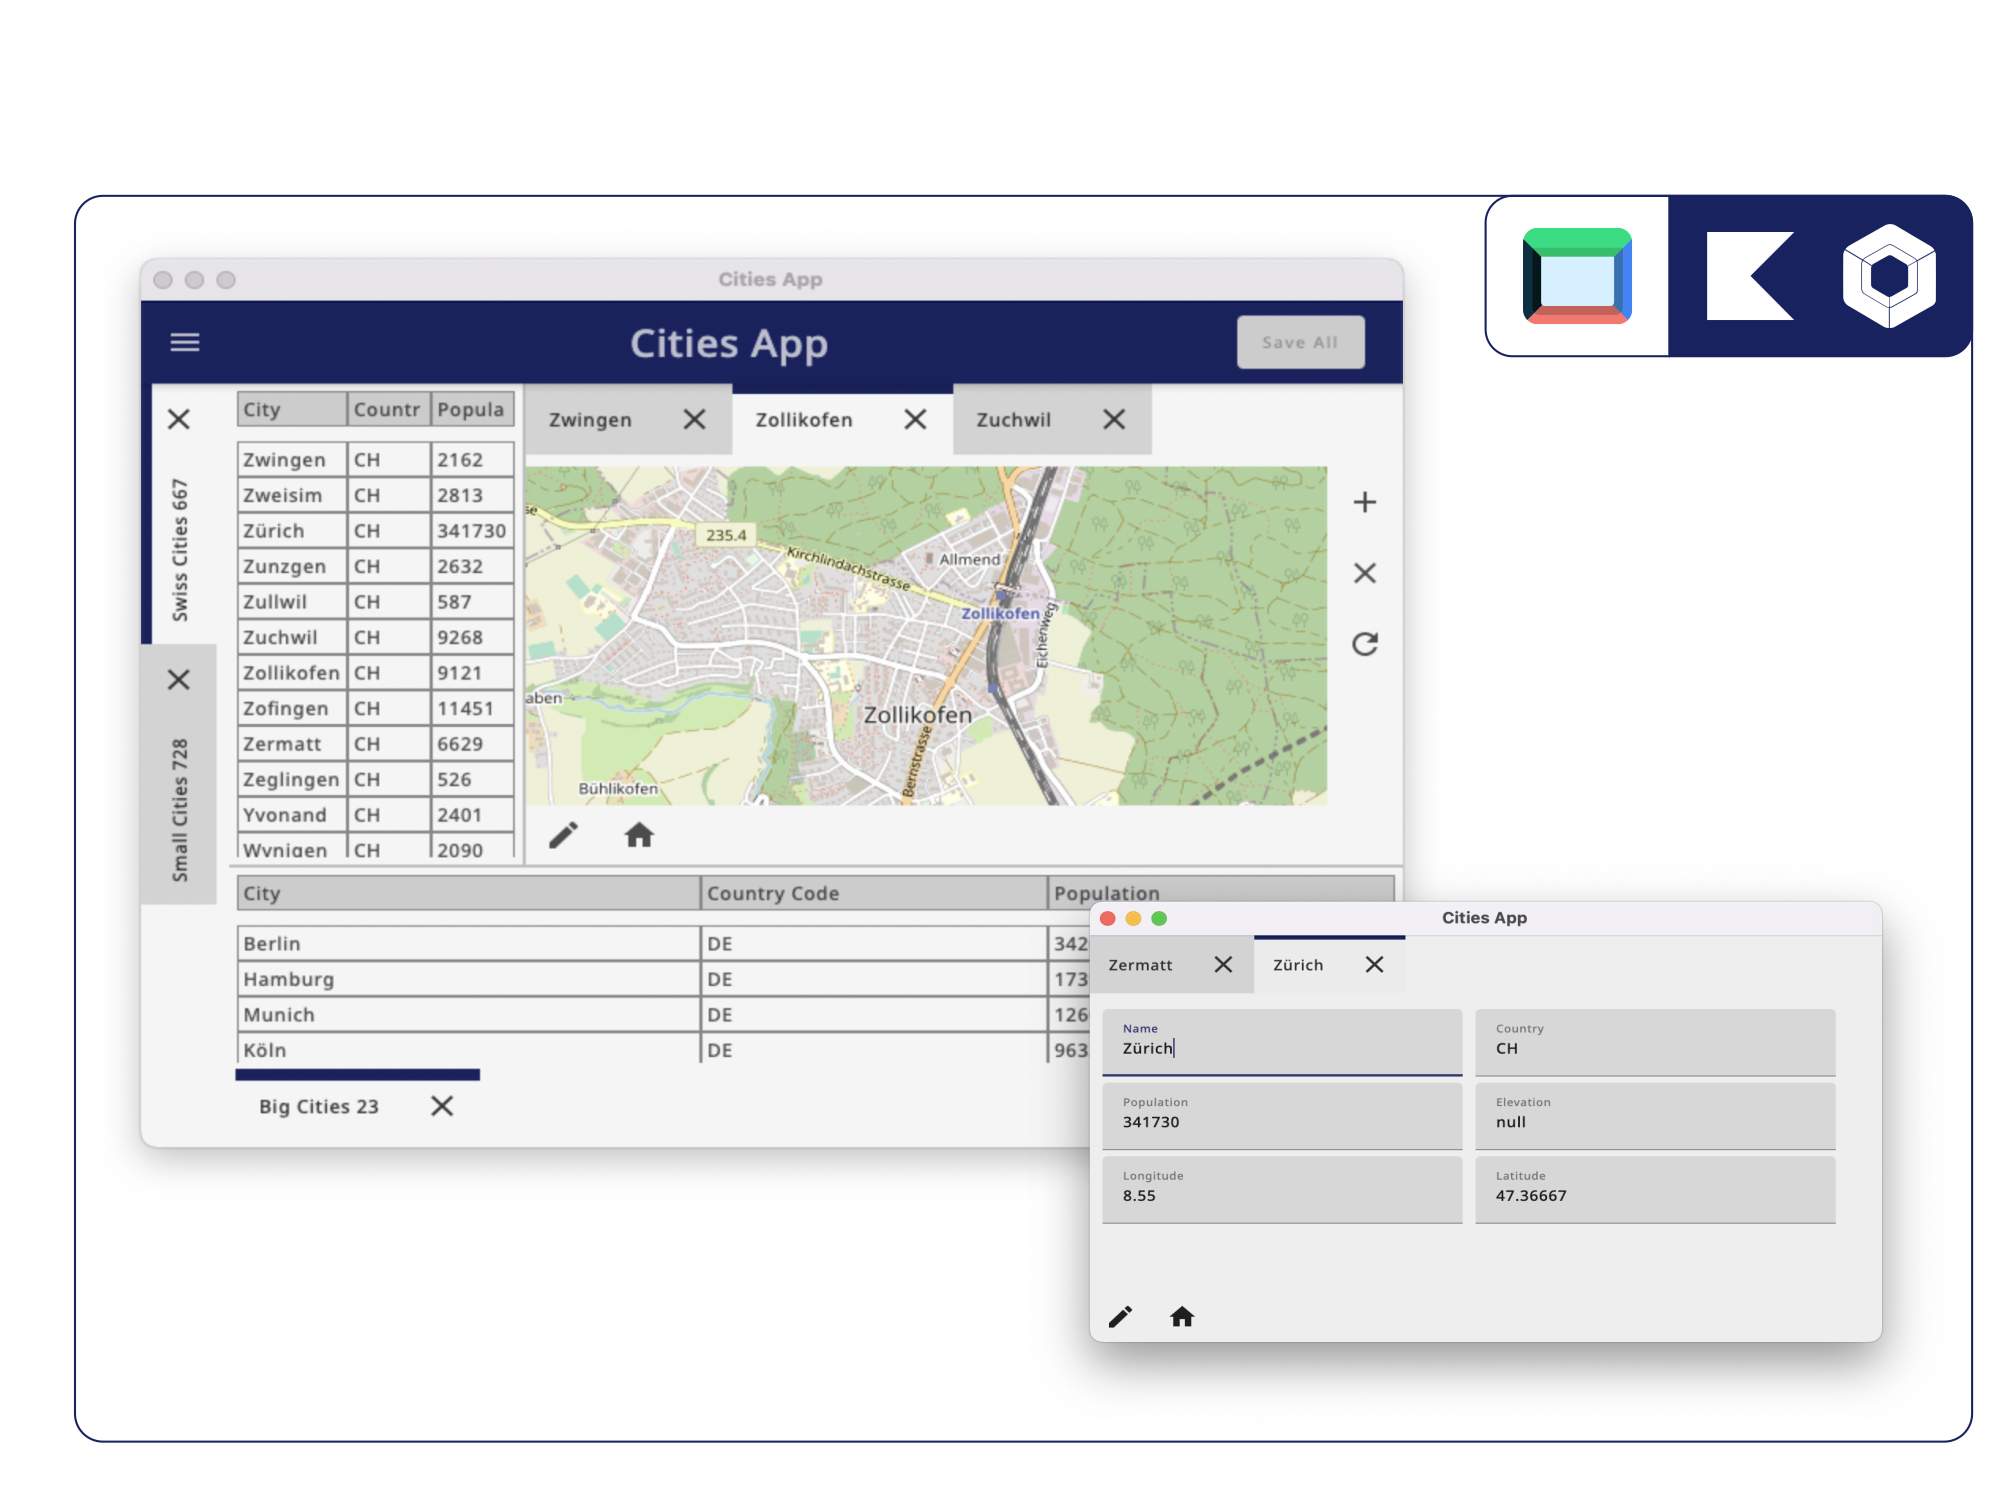 Cities App
Cities App
Save All
Swiss Cities 667
Small Cities 728
City Countr Popula
Zwingen CH 2162
Zweisim CH 2813
Zürich CH 341730
Zunzgen CH 2632
Zullwil CH 587
Zuchwil CH 9268
Zollikofen CH 9121
Zofingen CH 11451
Zermatt CH 6629
Zeglingen CH 526
Yvonand CH 2401
Wynigen CH 2090
Zwingen Zollikofen Zuchwil
se
235.4
Kirchlindachstrasse
Allmend
Zollikofen
Eichenweg
aben
Zollikofen
Bernstrasse
Bühlikofen
City Country Code Population
Berlin DE 342
Hamburg DE 173
Munich DE 126
Köln DE 963
Big Cities 23
Cities App
Zermatt Zürich
Name
Zürich
Country
CH
Population
341730
Elevation
null
Longitude
8.55
Latitude
47.36667